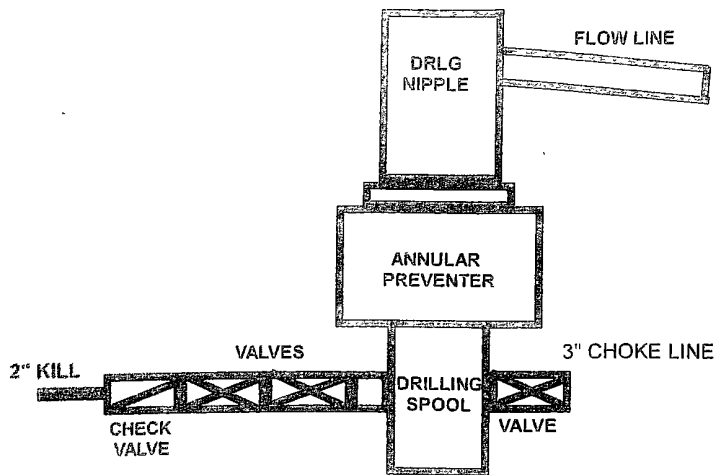 FLOW LINE
DRLG
NIPPLE
ANNULAR
PREVENTER
VALVES
3" CHOKE LINE
2" KILL
DRILLING
SPOOL
CHECK
VALVE
VALVE